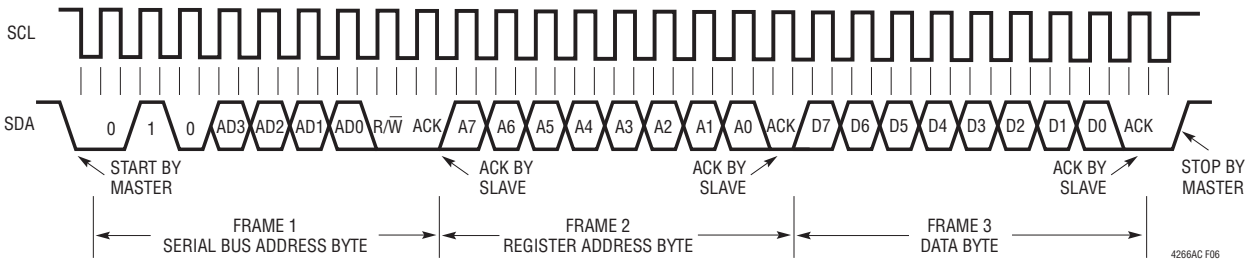 SCL
SDA
0 1 0 AD3 AD2 AD1 AD0 R/W̅ ACK A7 A6 A5 A4 A3 A2 A1 A0 ACK D7 D6 D5 D4 D3 D2 D1 D0 ACK
START BY
MASTER
ACK BY
SLAVE
ACK BY
SLAVE
ACK BY
SLAVE
STOP BY
MASTER
FRAME 1
SERIAL BUS ADDRESS BYTE
FRAME 2
REGISTER ADDRESS BYTE
FRAME 3
DATA BYTE
4266AC F06